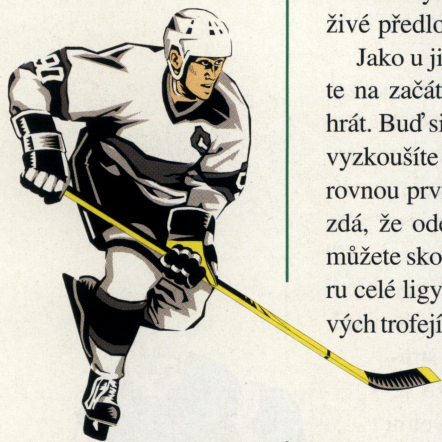 živé předlo
Jako u ji
te na začát
hrát. Buď si
vyzkoušíte
rovnou prv
zdá, že od
můžete sko
ru celé ligy
vých trofejí